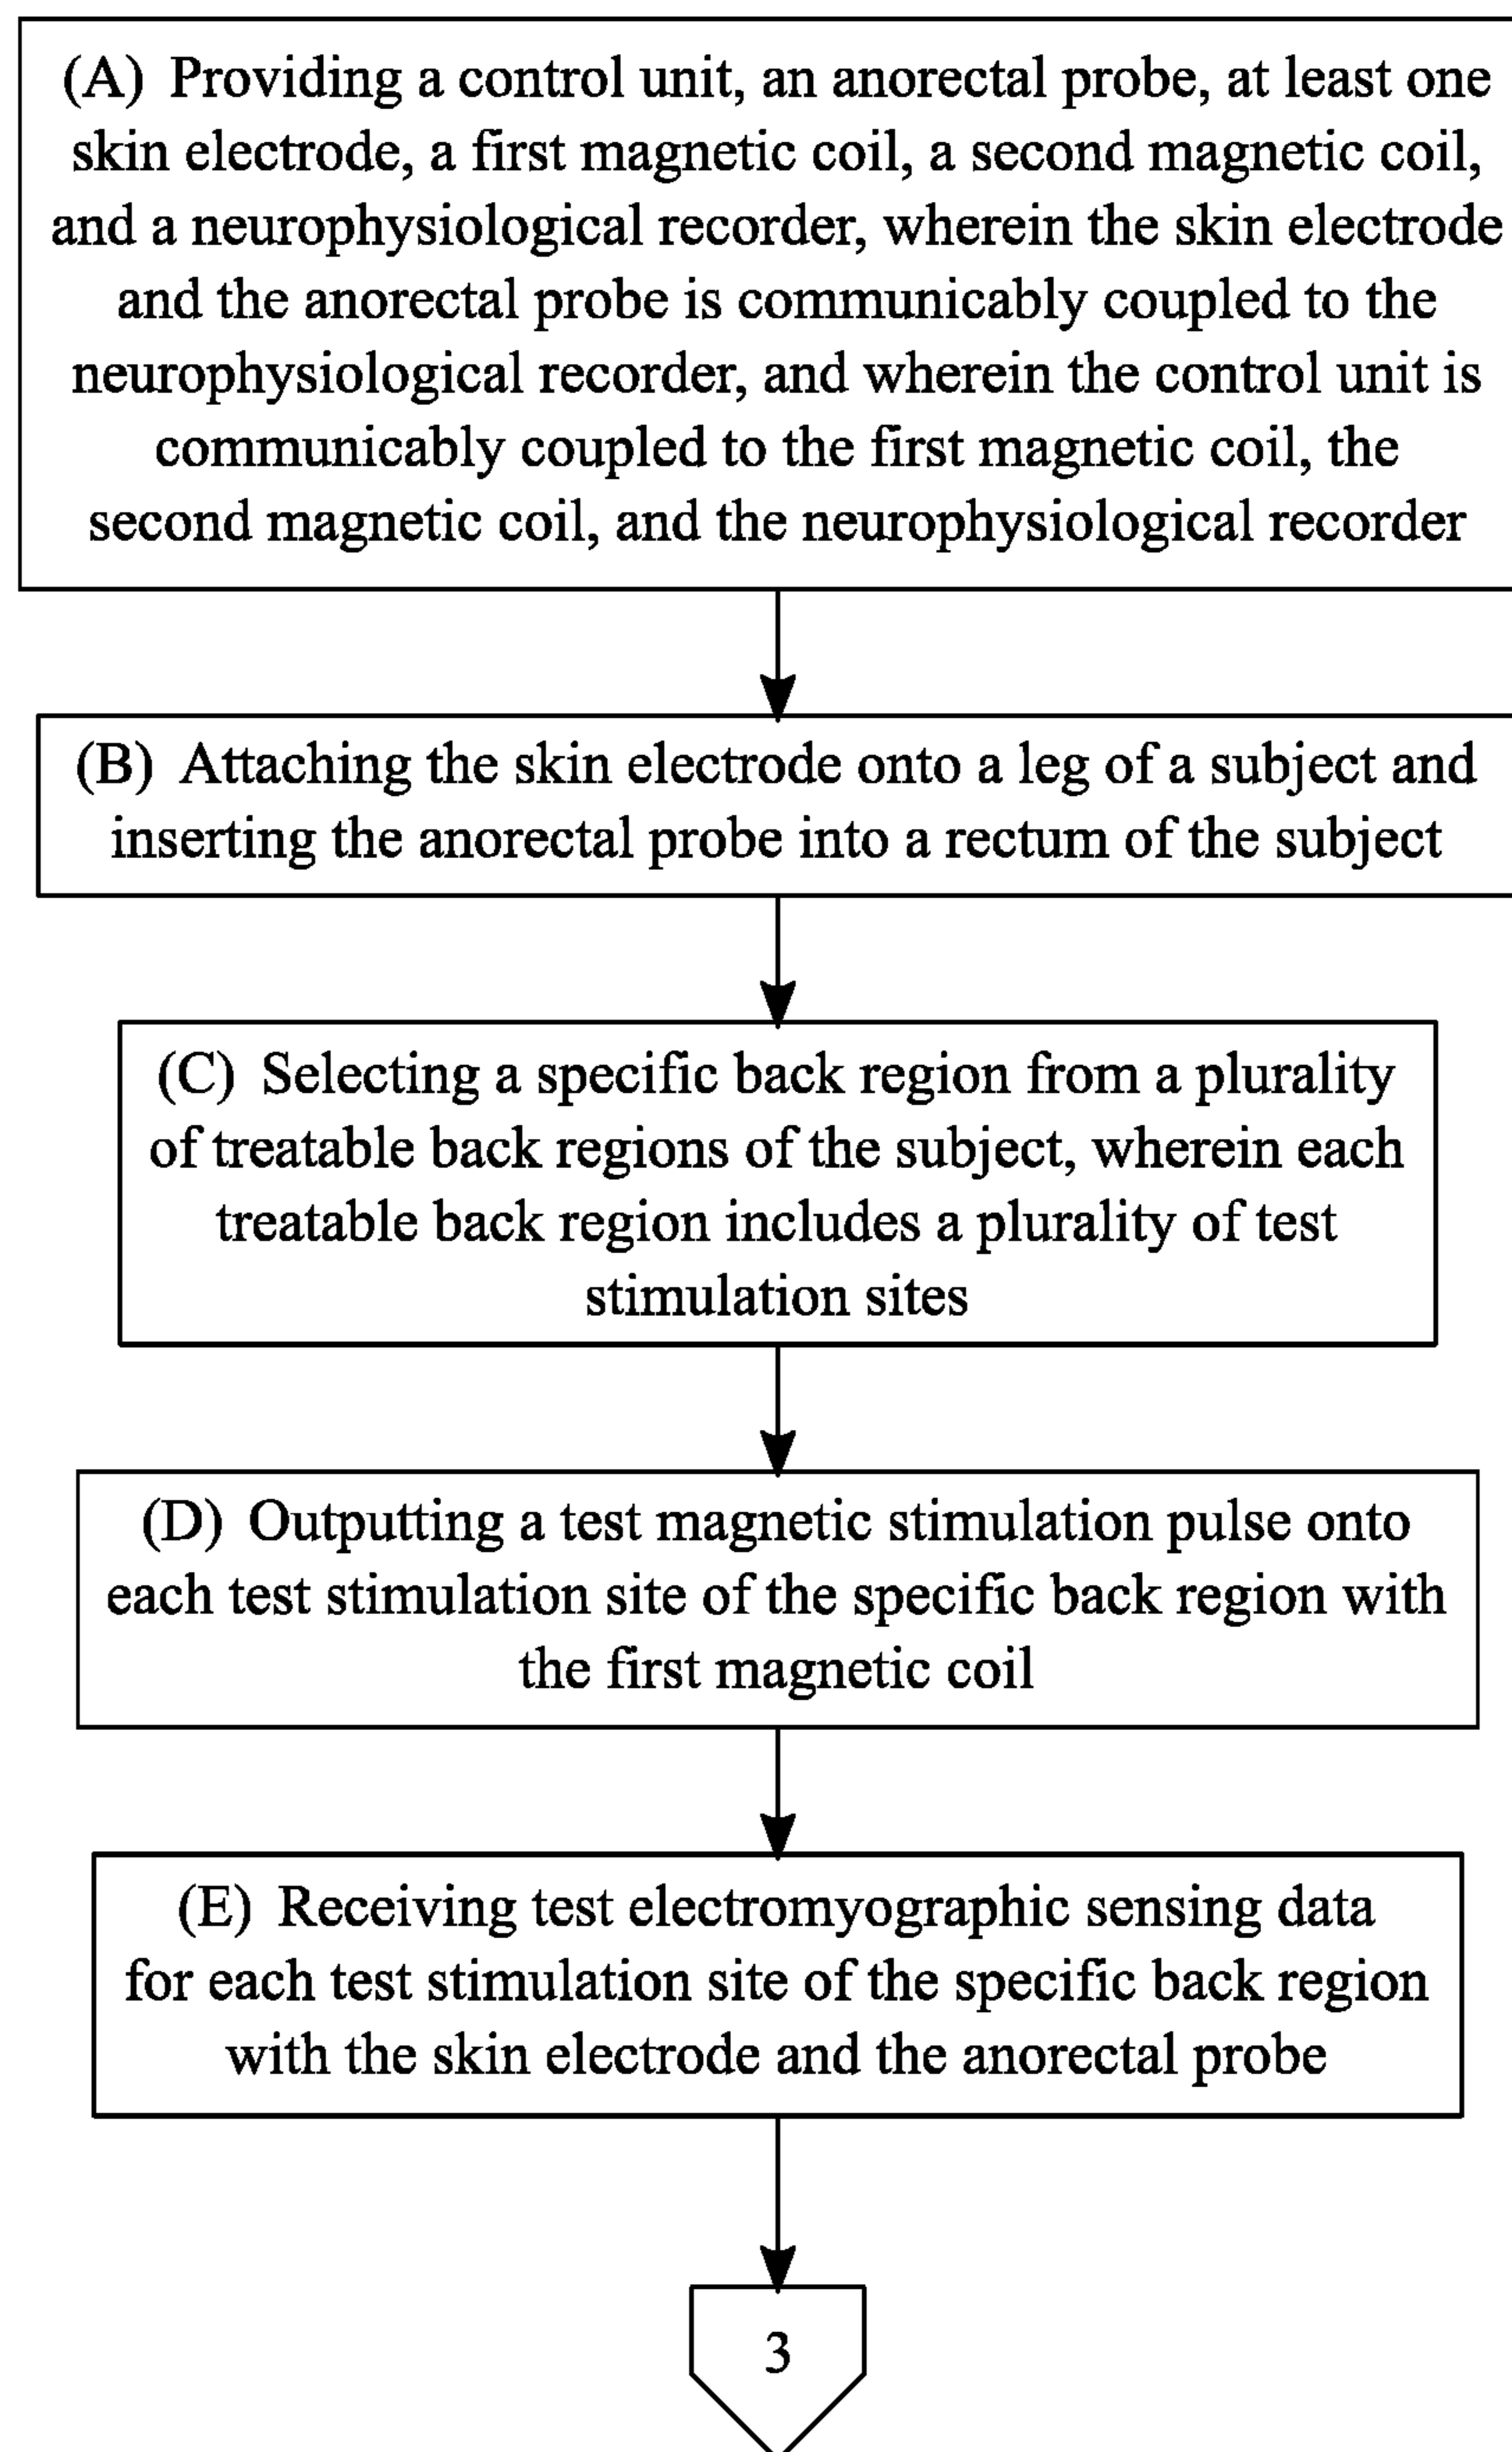 (A) Providing a control unit, an anorectal probe, at least one
skin electrode, a first magnetic coil, a second magnetic coil,
and a neurophysiological recorder, wherein the skin electrode
and the anorectal probe is communicably coupled to the
neurophysiological recorder, and wherein the control unit is
communicably coupled to the first magnetic coil, the
second magnetic coil, and the neurophysiological recorder
(B) Attaching the skin electrode onto a leg of a subject and
inserting the anorectal probe into a rectum of the subject
(C) Selecting a specific back region from a plurality
of treatable back regions of the subject, wherein each
treatable back region includes a plurality of test
stimulation sites
(D) Outputting a test magnetic stimulation pulse onto
each test stimulation site of the specific back region with
the first magnetic coil
(E) Receiving test electromyographic sensing data
for each test stimulation site of the specific back region
with the skin electrode and the anorectal probe
3